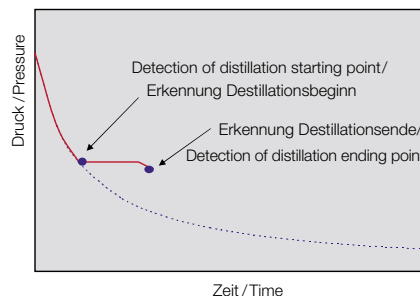 Druck/Pressure
Detection of distillation starting point/
Erkennung Destillationsbeginn
Erkennung Destillationsende/
Detection of distillation ending poin
Zeit/Time